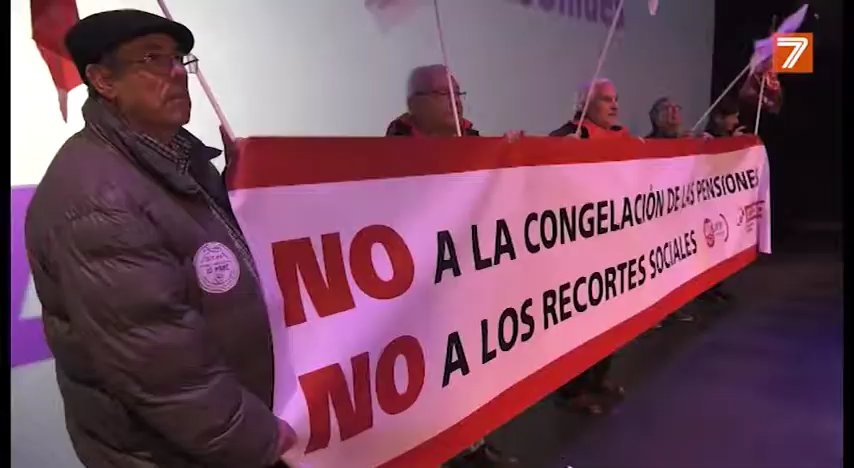 7
NO A LA CONGELACIÓN DE LAS PENSIONES
NO A LOS RECORTES SOCIALES